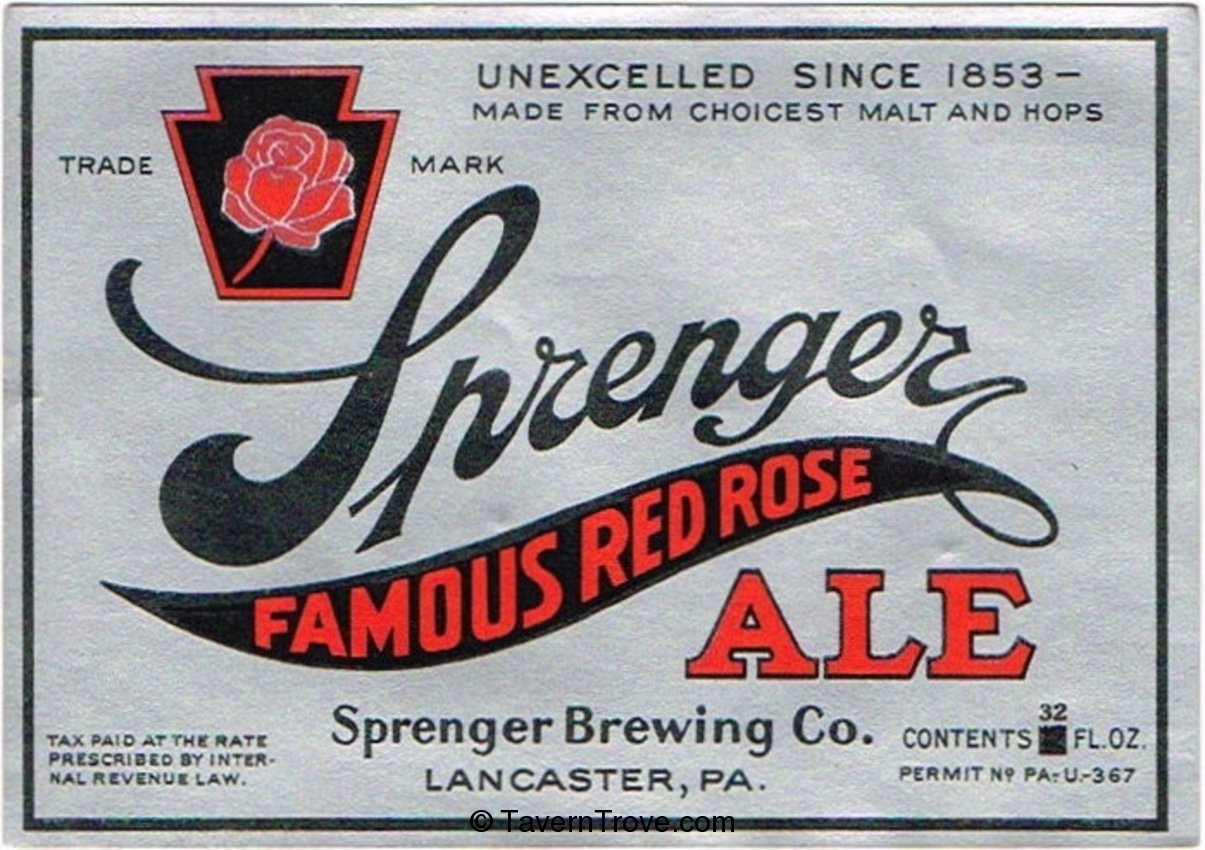 UNEXCELLED SINCE 1853—
MADE FROM CHOICEST MALT AND HOPS
TRADE MARK
Sprenger
FAMOUS RED ROSE
ALE
Sprenger Brewing Co.
LANCASTER, PA.
TAX PAID AT THE RATE
PRESCRIBED BY INTER-
NAL REVENUE LAW.
32
CONTENTS FL.OZ.
PERMIT Nº PA-U-367
© TavernTrove.com